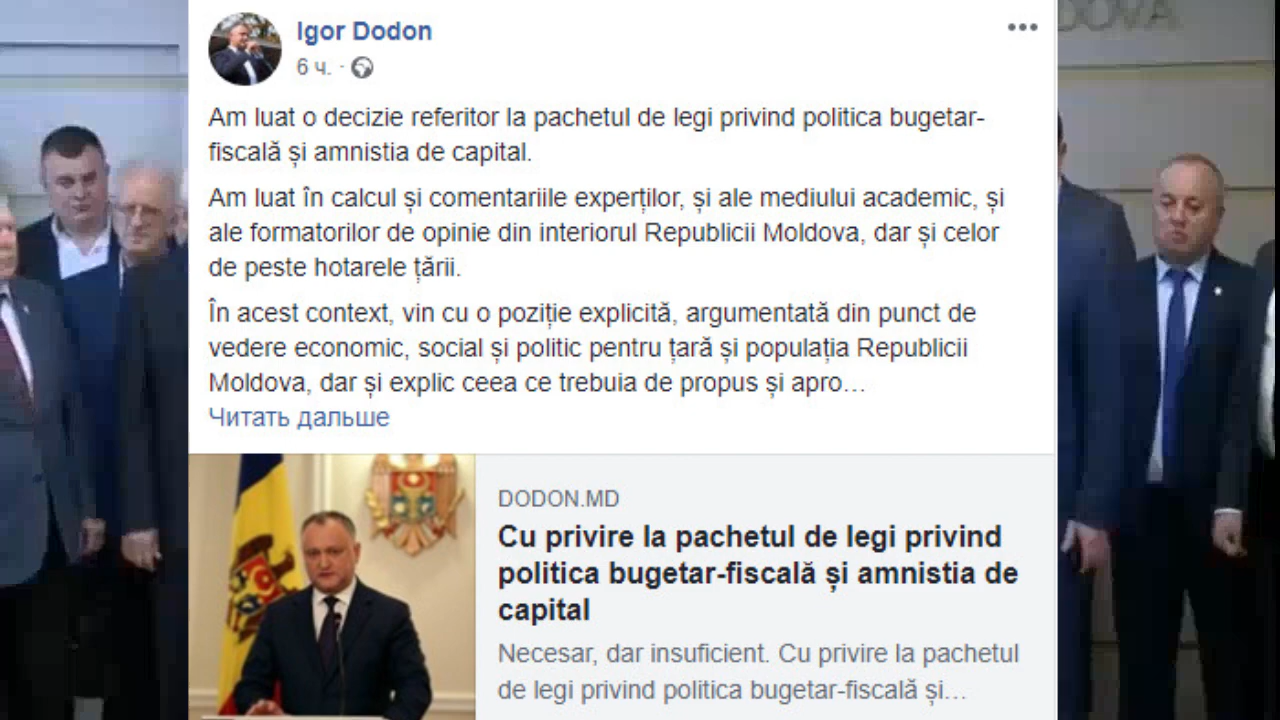 Igor Dodon
6 ч.
Am luat o decizie referitor la pachetul de legi privind politica bugetar-
fiscală și amnistia de capital.
Am luat în calcul și comentariile experților, și ale mediului academic, și
ale formatorilor de opinie din interiorul Republicii Moldova, dar și celor
de peste hotarele țării.
În acest context, vin cu o poziție explicită, argumentată din punct de
vedere economic, social și politic pentru țară și populația Republicii
Moldova, dar și explic ceea ce trebuia de propus și apro…
Читать дальше
DODON.MD
Cu privire la pachetul de legi privind
politica bugetar-fiscală și amnistia de
capital
Necesar, dar insuficient. Cu privire la pachetul
de legi privind politica bugetar-fiscală și…